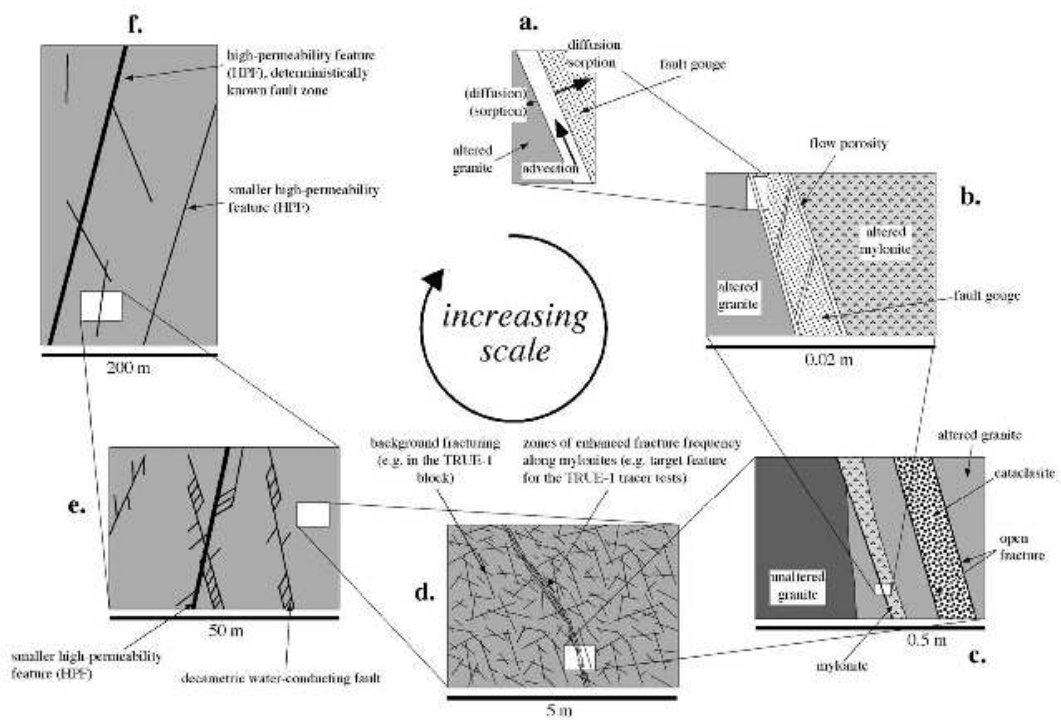 f.
high-permeability feature
(HPF), deterministically
known fault zone
smaller high-permeability
feature (HPF)
200 m
a.
diffusion
sorption
fault gouge
(diffusion)
(sorption)
altered
granite
advection
flow porosity
b.
altered
mylonite
altered
granite
fault gouge
0.02 m
increasing
scale
background fracturing
(e.g. in the TRUE-1
block)
zones of enhanced fracture frequency
along mylonites (e.g. target feature
for the TRUE-1 tracer tests)
altered granite
cataclasite
open
fracture
unaltered
granite
mylonite
0.5 m
c.
d.
5 m
e.
50 m
smaller high-permeability
feature (HPF)
decametric water-conducting fault